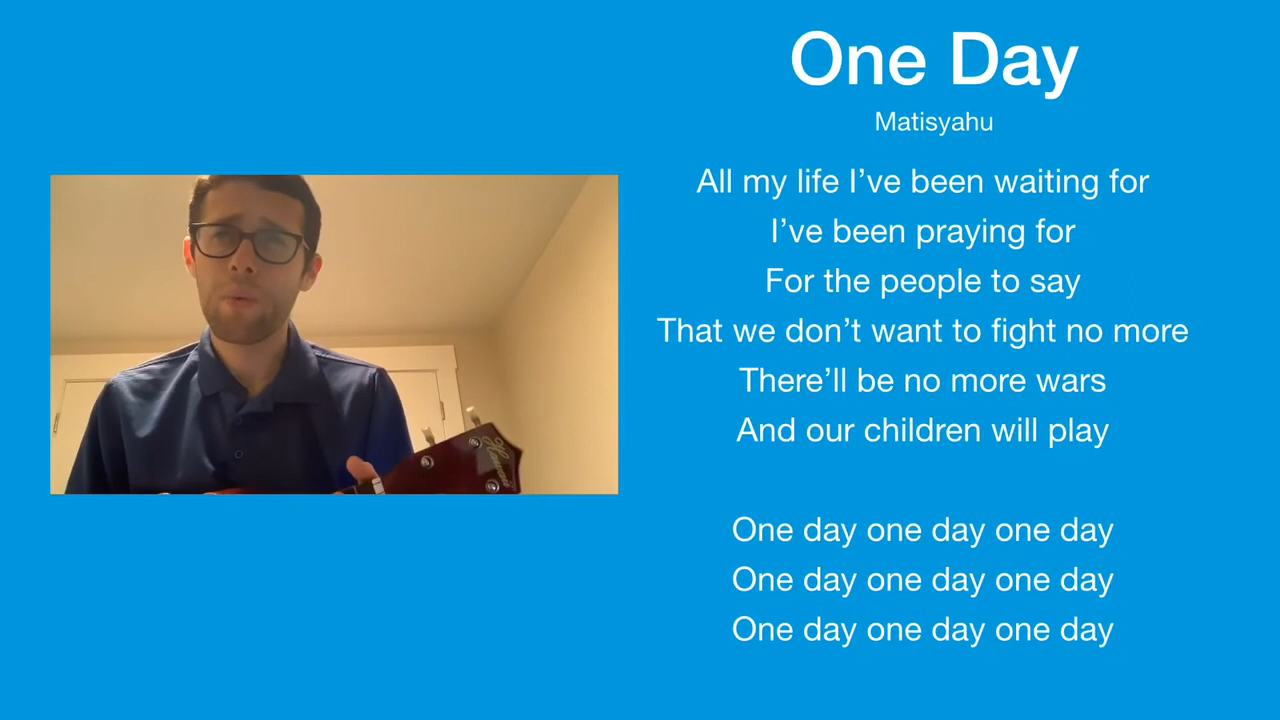 One Day
Matisyahu
All my life I’ve been waiting for
I’ve been praying for
For the people to say
That we don’t want to fight no more
There’ll be no more wars
And our children will play
One day one day one day
One day one day one day
One day one day one day